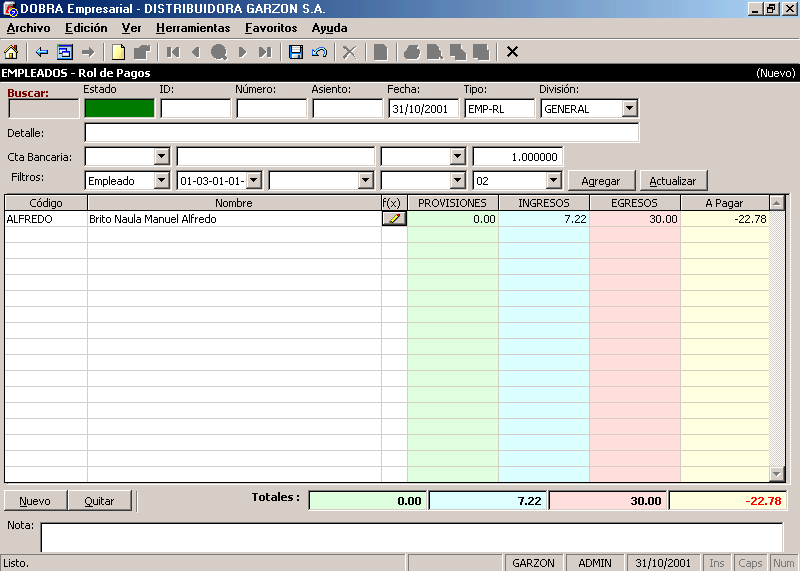 DOBRA Empresarial - DISTRIBUIDORA GARZON S.A.
Archivo Edición Ver Herramientas Favoritos Ayuda
EMPLEADOS - Rol de Pagos (Nuevo)
Buscar: Estado ID: Número: Asiento: Fecha: Tipo: División:
31/10/2001 EMP-RL GENERAL
Detalle:
Cta Bancaria: 1.000000
Filtros: Empleado 01-03-01-01- 02 Agregar Actualizar
Código Nombre f(x) PROVISIONES INGRESOS EGRESOS A Pagar
ALFREDO Brito Naula Manuel Alfredo 0.00 7.22 30.00 -22.78
Nuevo Quitar Totales : 0.00 7.22 30.00 -22.78
Nota:
Listo. GARZON ADMIN 31/10/2001 Ins Caps Num